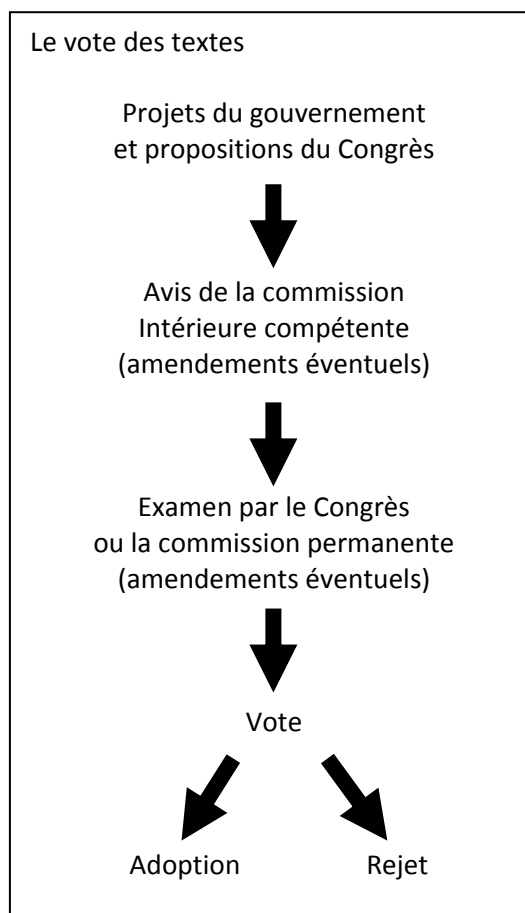 Le vote des textes
Projets du gouvernement
et propositions du Congrès
Avis de la commission
Intérieure compétente
(amendements éventuels)
Examen par le Congrès
ou la commission permanente
(amendements éventuels)
Vote
Adoption Rejet